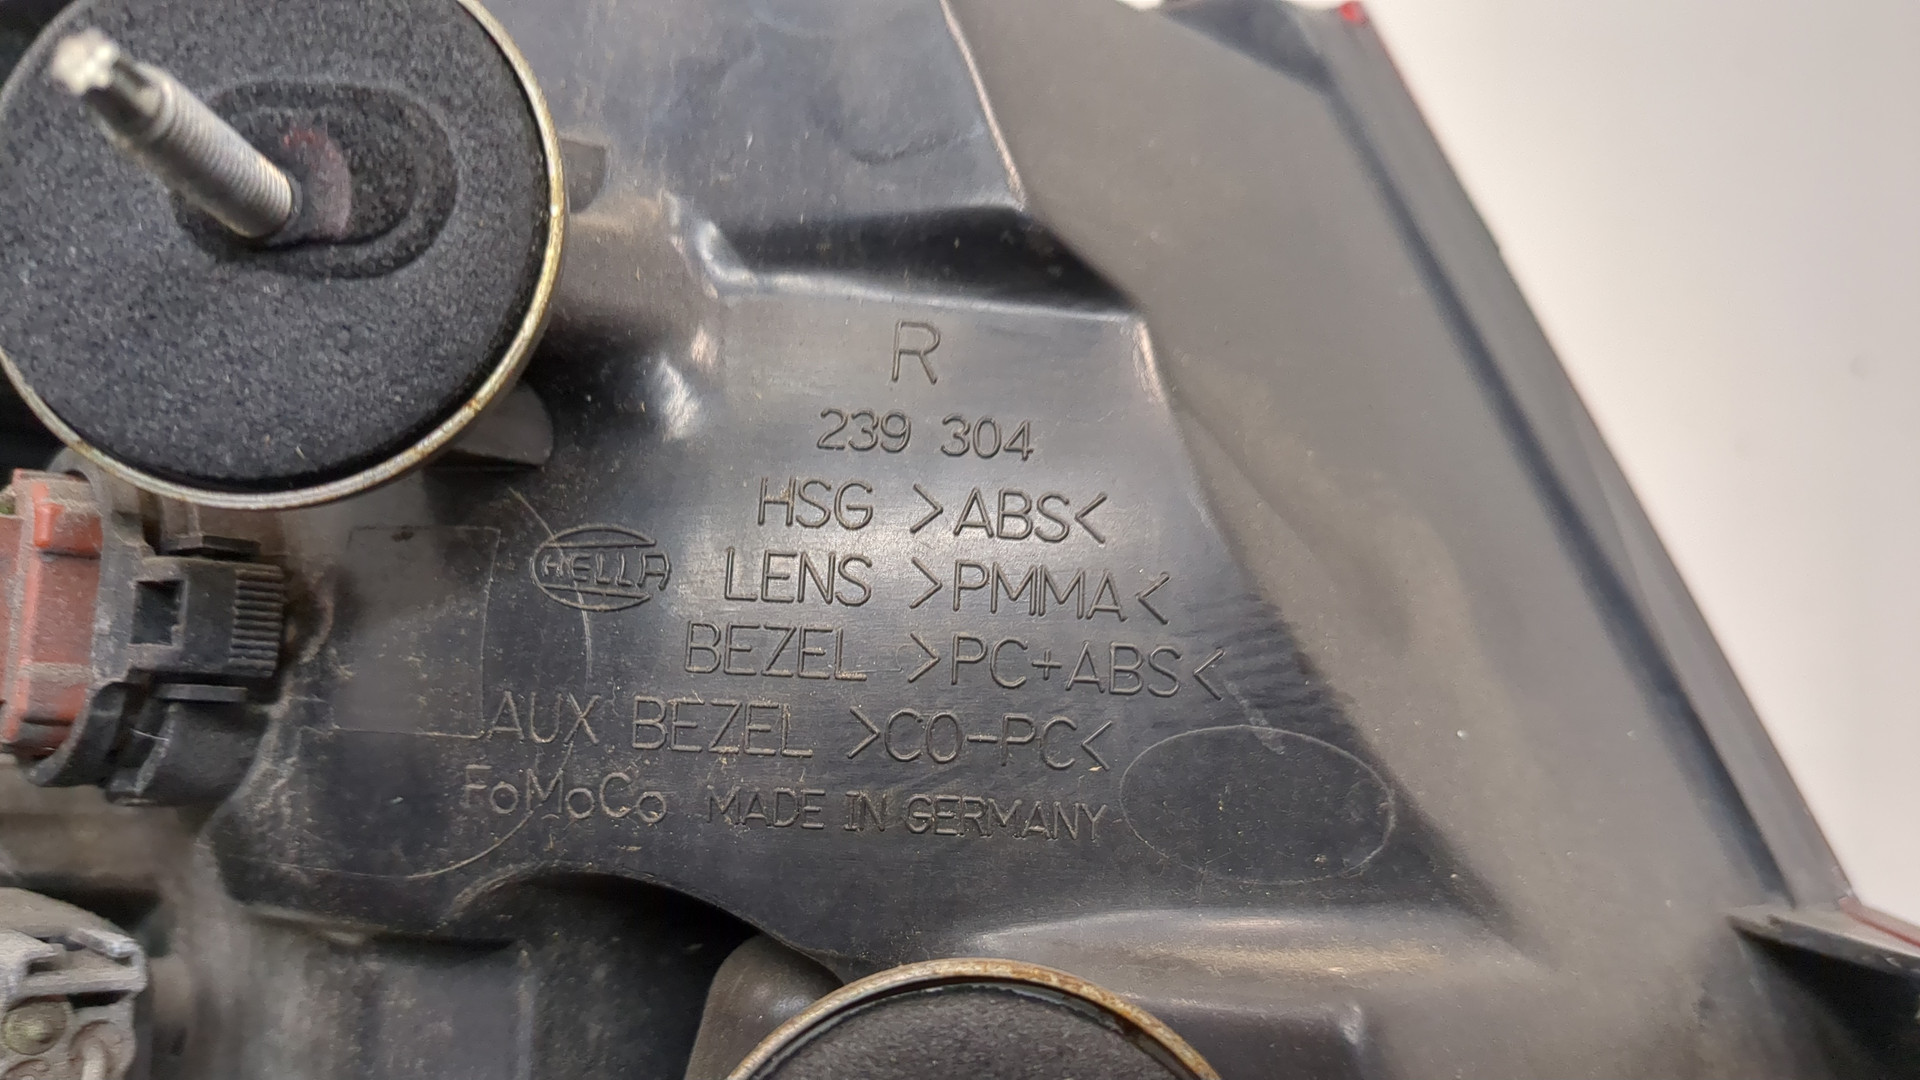 R
239 304
HSG >ABS<
HELLA
LENS >PMMA<
BEZEL >PC+ABS<
AUX BEZEL >CO-PC<
FoMoCo MADE IN GERMANY